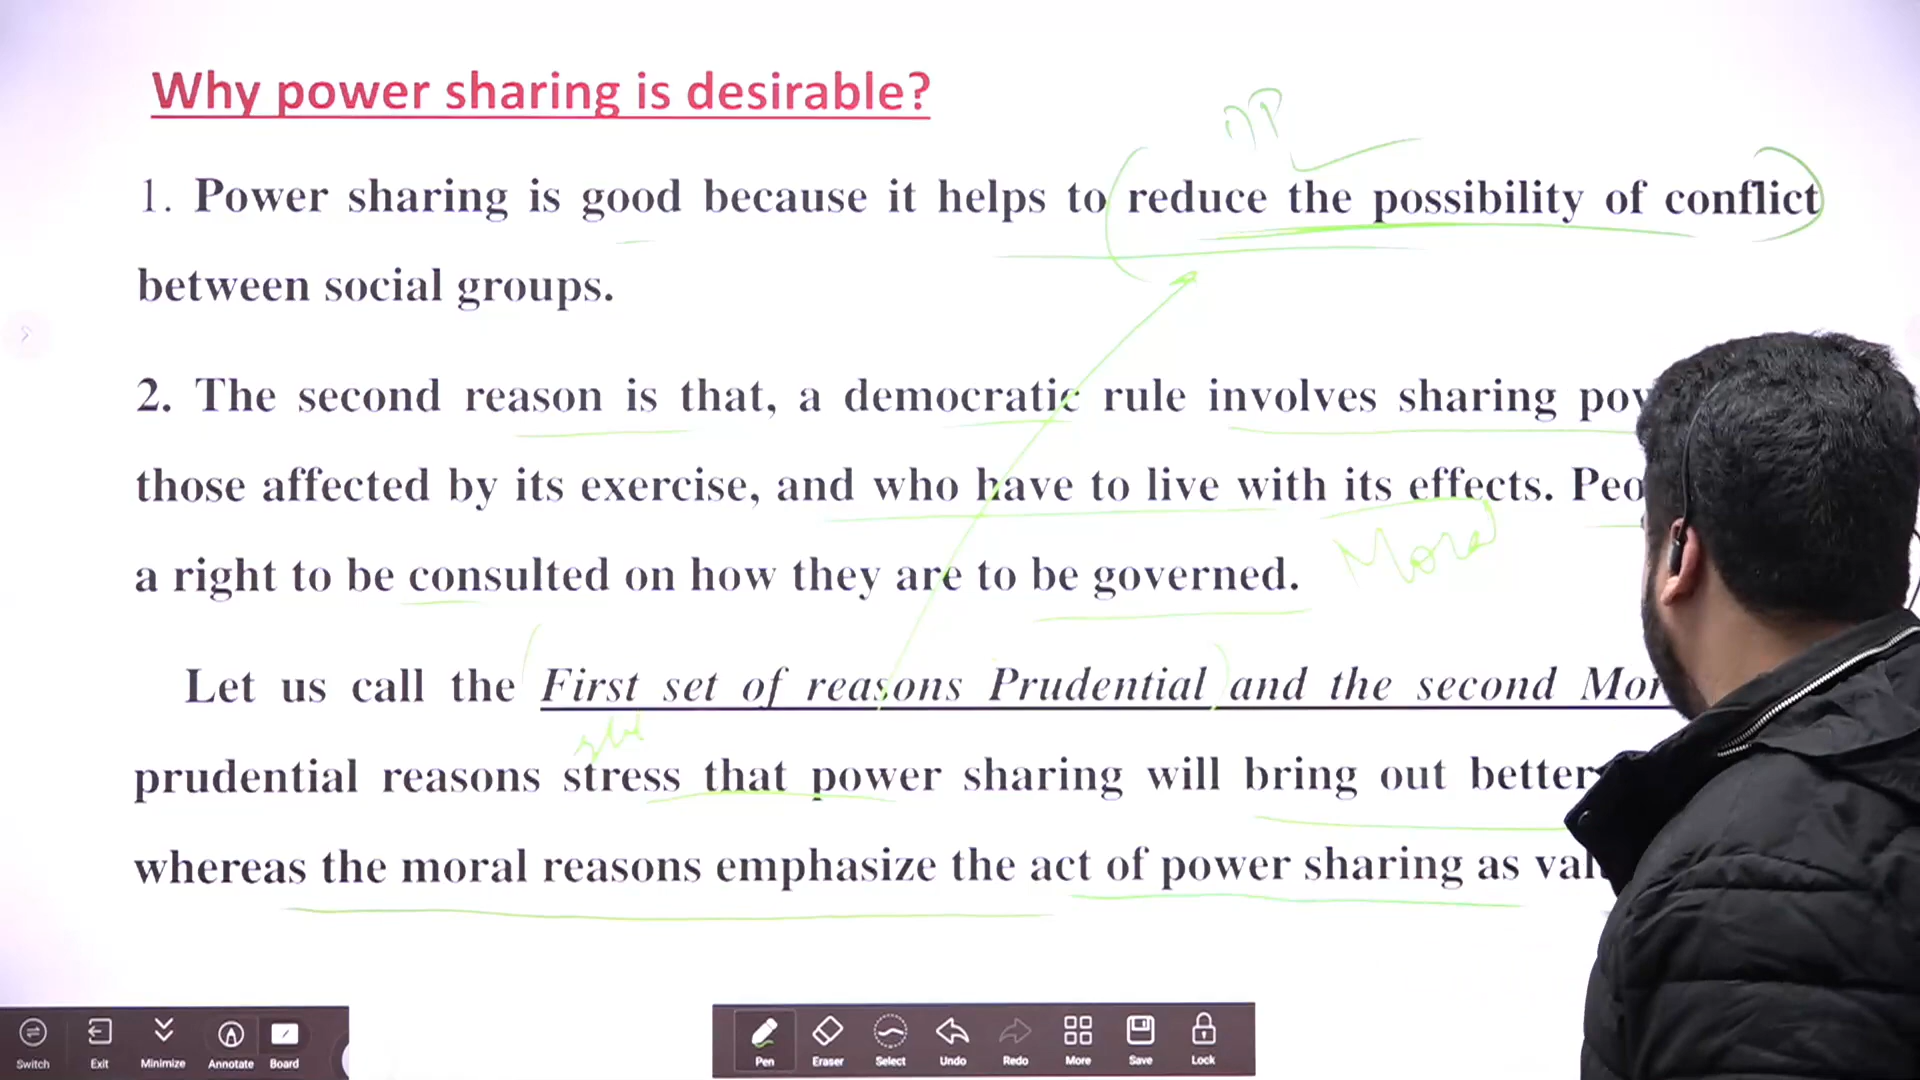 Why power sharing is desirable?
1. Power sharing is good because it helps to reduce the possibility of conflict
between social groups.
2. The second reason is that, a democratic rule involves sharing
those affected by its exercise, and who have to live with its effects.
a right to be consulted on how they are to be governed.
Moral
Let us call the First set of reasons Prudential and the second
prudential reasons stress that power sharing will bring out better
whereas the moral reasons emphasize the act of power sharing as
Switch Exit Minimize Annotate Board Pen Eraser Select Undo Redo More Save Lock